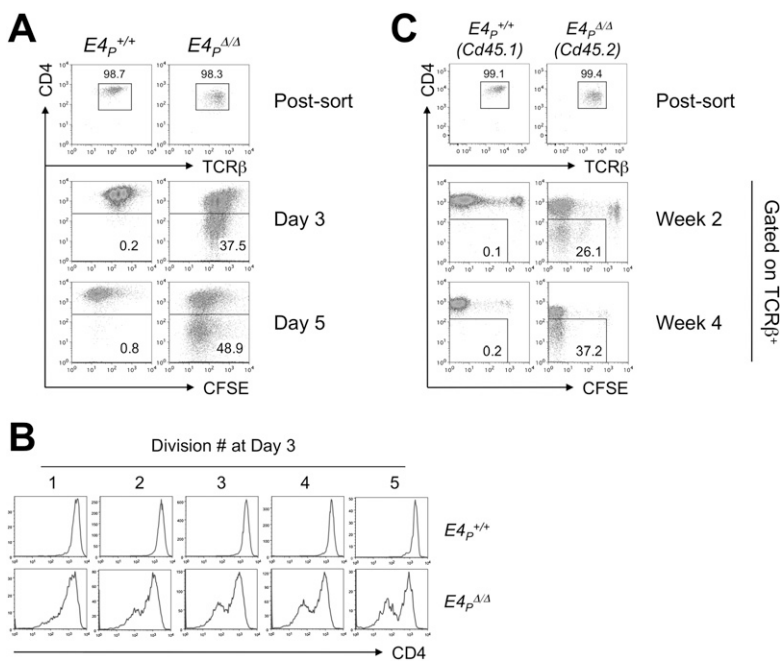 A
E4P+/+ E4PΔ/Δ
CD4
98.7 98.3
Post-sort
TCRβ
0.2 37.5
Day 3
0.8 48.9
Day 5
CFSE
C
E4P+/+ E4PΔ/Δ
(Cd45.1) (Cd45.2)
CD4
99.1 99.4
Post-sort
TCRβ
0.1 26.1
Week 2
0.2 37.2
Week 4
Gated on TCRβ+
CFSE
B
Division # at Day 3
1 2 3 4 5
E4P+/+
E4PΔ/Δ
CD4